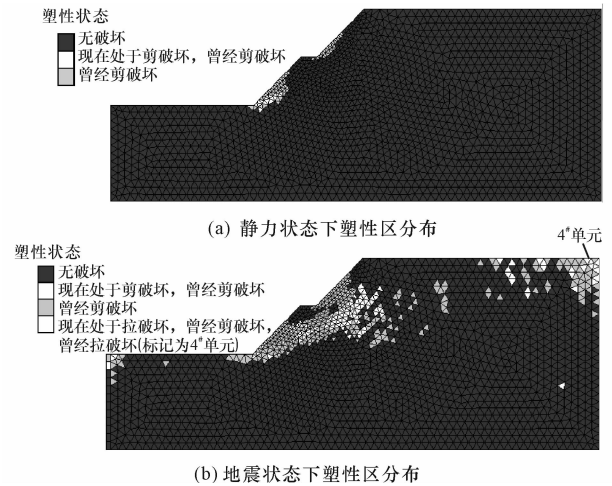 塑性状态
无破坏
现在处于剪破坏，曾经剪破坏
曾经剪破坏
(a) 静力状态下塑性区分布
4#单元
塑性状态
无破坏
现在处于剪破坏，曾经剪破坏
曾经剪破坏
现在处于拉破坏，曾经剪破坏，
曾经拉破坏(标记为4#单元)
(b) 地震状态下塑性区分布